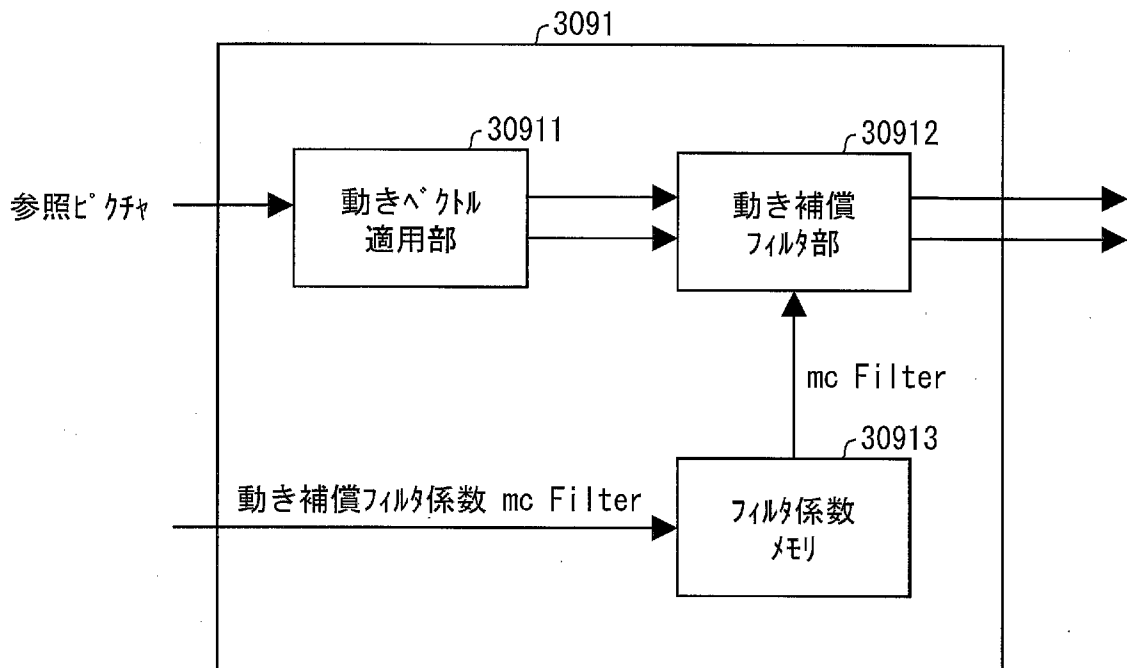 3091
30911
30912
参照ﾋﾟｸﾁｬ
動きﾍﾞｸﾄﾙ
適用部
動き補償
ﾌｨﾙﾀ部
mc Filter
30913
動き補償ﾌｨﾙﾀ係数 mc Filter
ﾌｨﾙﾀ係数
ﾒﾓﾘ